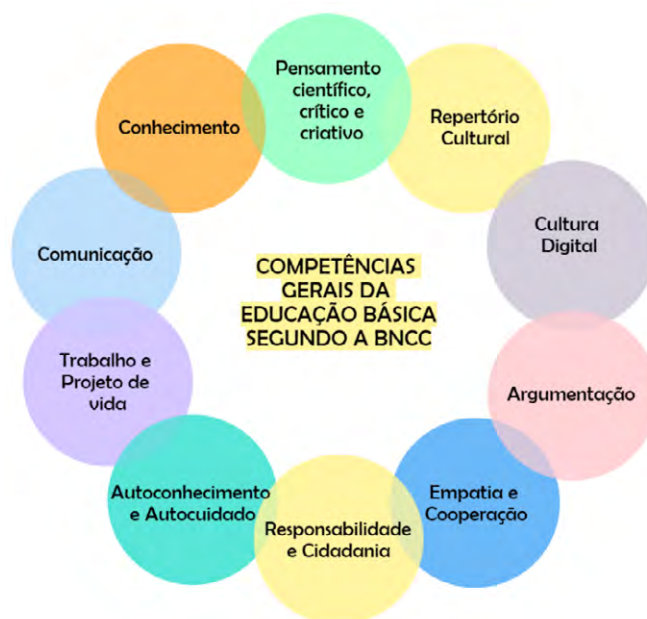 Pensamento
científico,
crítico e
criativo
Repertório
Cultural
Cultura
Digital
Argumentação
Empatia e
Cooperação
Responsabilidade
e Cidadania
Autoconhecimento
e Autocuidado
Trabalho e
Projeto de
vida
Comunicação
Conhecimento
COMPETÊNCIAS
GERAIS DA
EDUCAÇÃO BÁSICA
SEGUNDO A BNCC